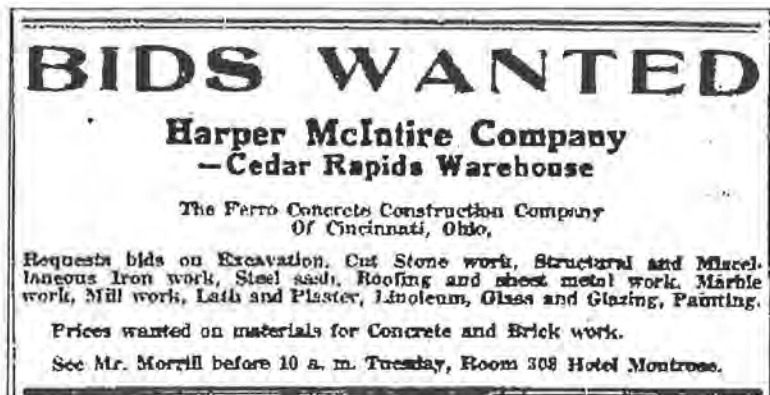 BIDS WANTED
Harper McIntire Company
—Cedar Rapids Warehouse
The Ferro Concrete Construction Company
Of Cincinnati, Ohio,
Requests bids on Excavation, Cut Stone work, Structural and Miscel-
laneous Iron work, Steel sash, Roofing and sheet metal work, Marble
work, Mill work, Lath and Plaster, Linoleum, Glass and Glazing, Painting.
Prices wanted on materials for Concrete and Brick work.
See Mr. Morrill before 10 a. m. Tuesday, Room 308 Hotel Montrose.